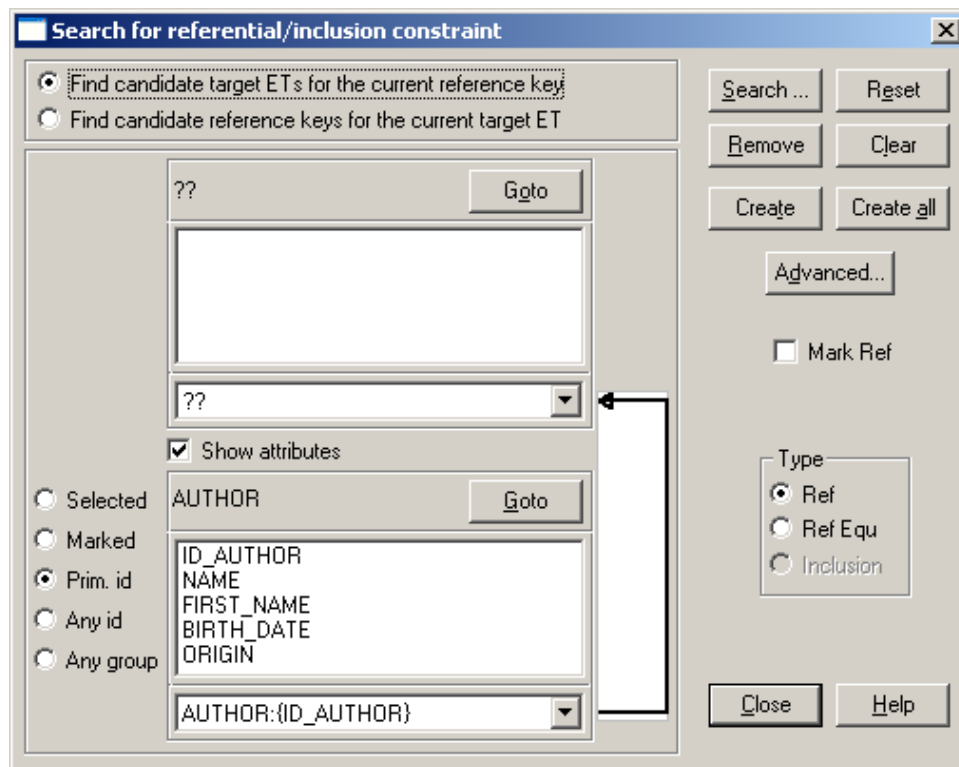 Search for referential/inclusion constraint
Find candidate target ETs for the current reference key
Find candidate reference keys for the current target ET
Search ...
Reset
Remove
Clear
Create
Create all
Advanced...
Mark Ref
??
Goto
??
Show attributes
Selected
Marked
Prim. id
Any id
Any group
AUTHOR
Goto
ID_AUTHOR
NAME
FIRST_NAME
BIRTH_DATE
ORIGIN
AUTHOR:{ID_AUTHOR}
Type
Ref
Ref Equ
Inclusion
Close
Help